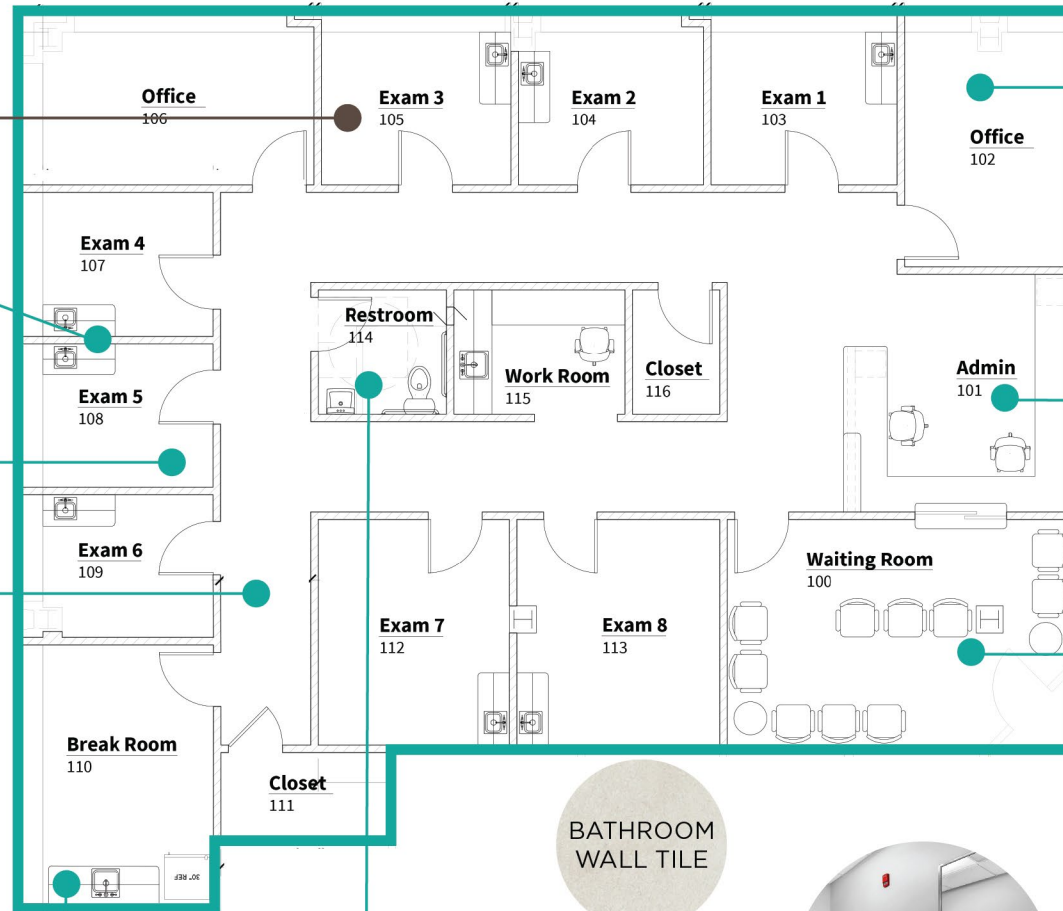 Office
106
Exam 3
105
Exam 2
104
Exam 1
103
Office
102
Exam 4
107
Restroom
114
Work Room
115
Closet
116
Admin
101
Exam 5
108
Exam 6
109
Exam 7
112
Exam 8
113
Waiting Room
100
Break Room
110
Closet
111
30" REF
BATHROOM
WALL TILE